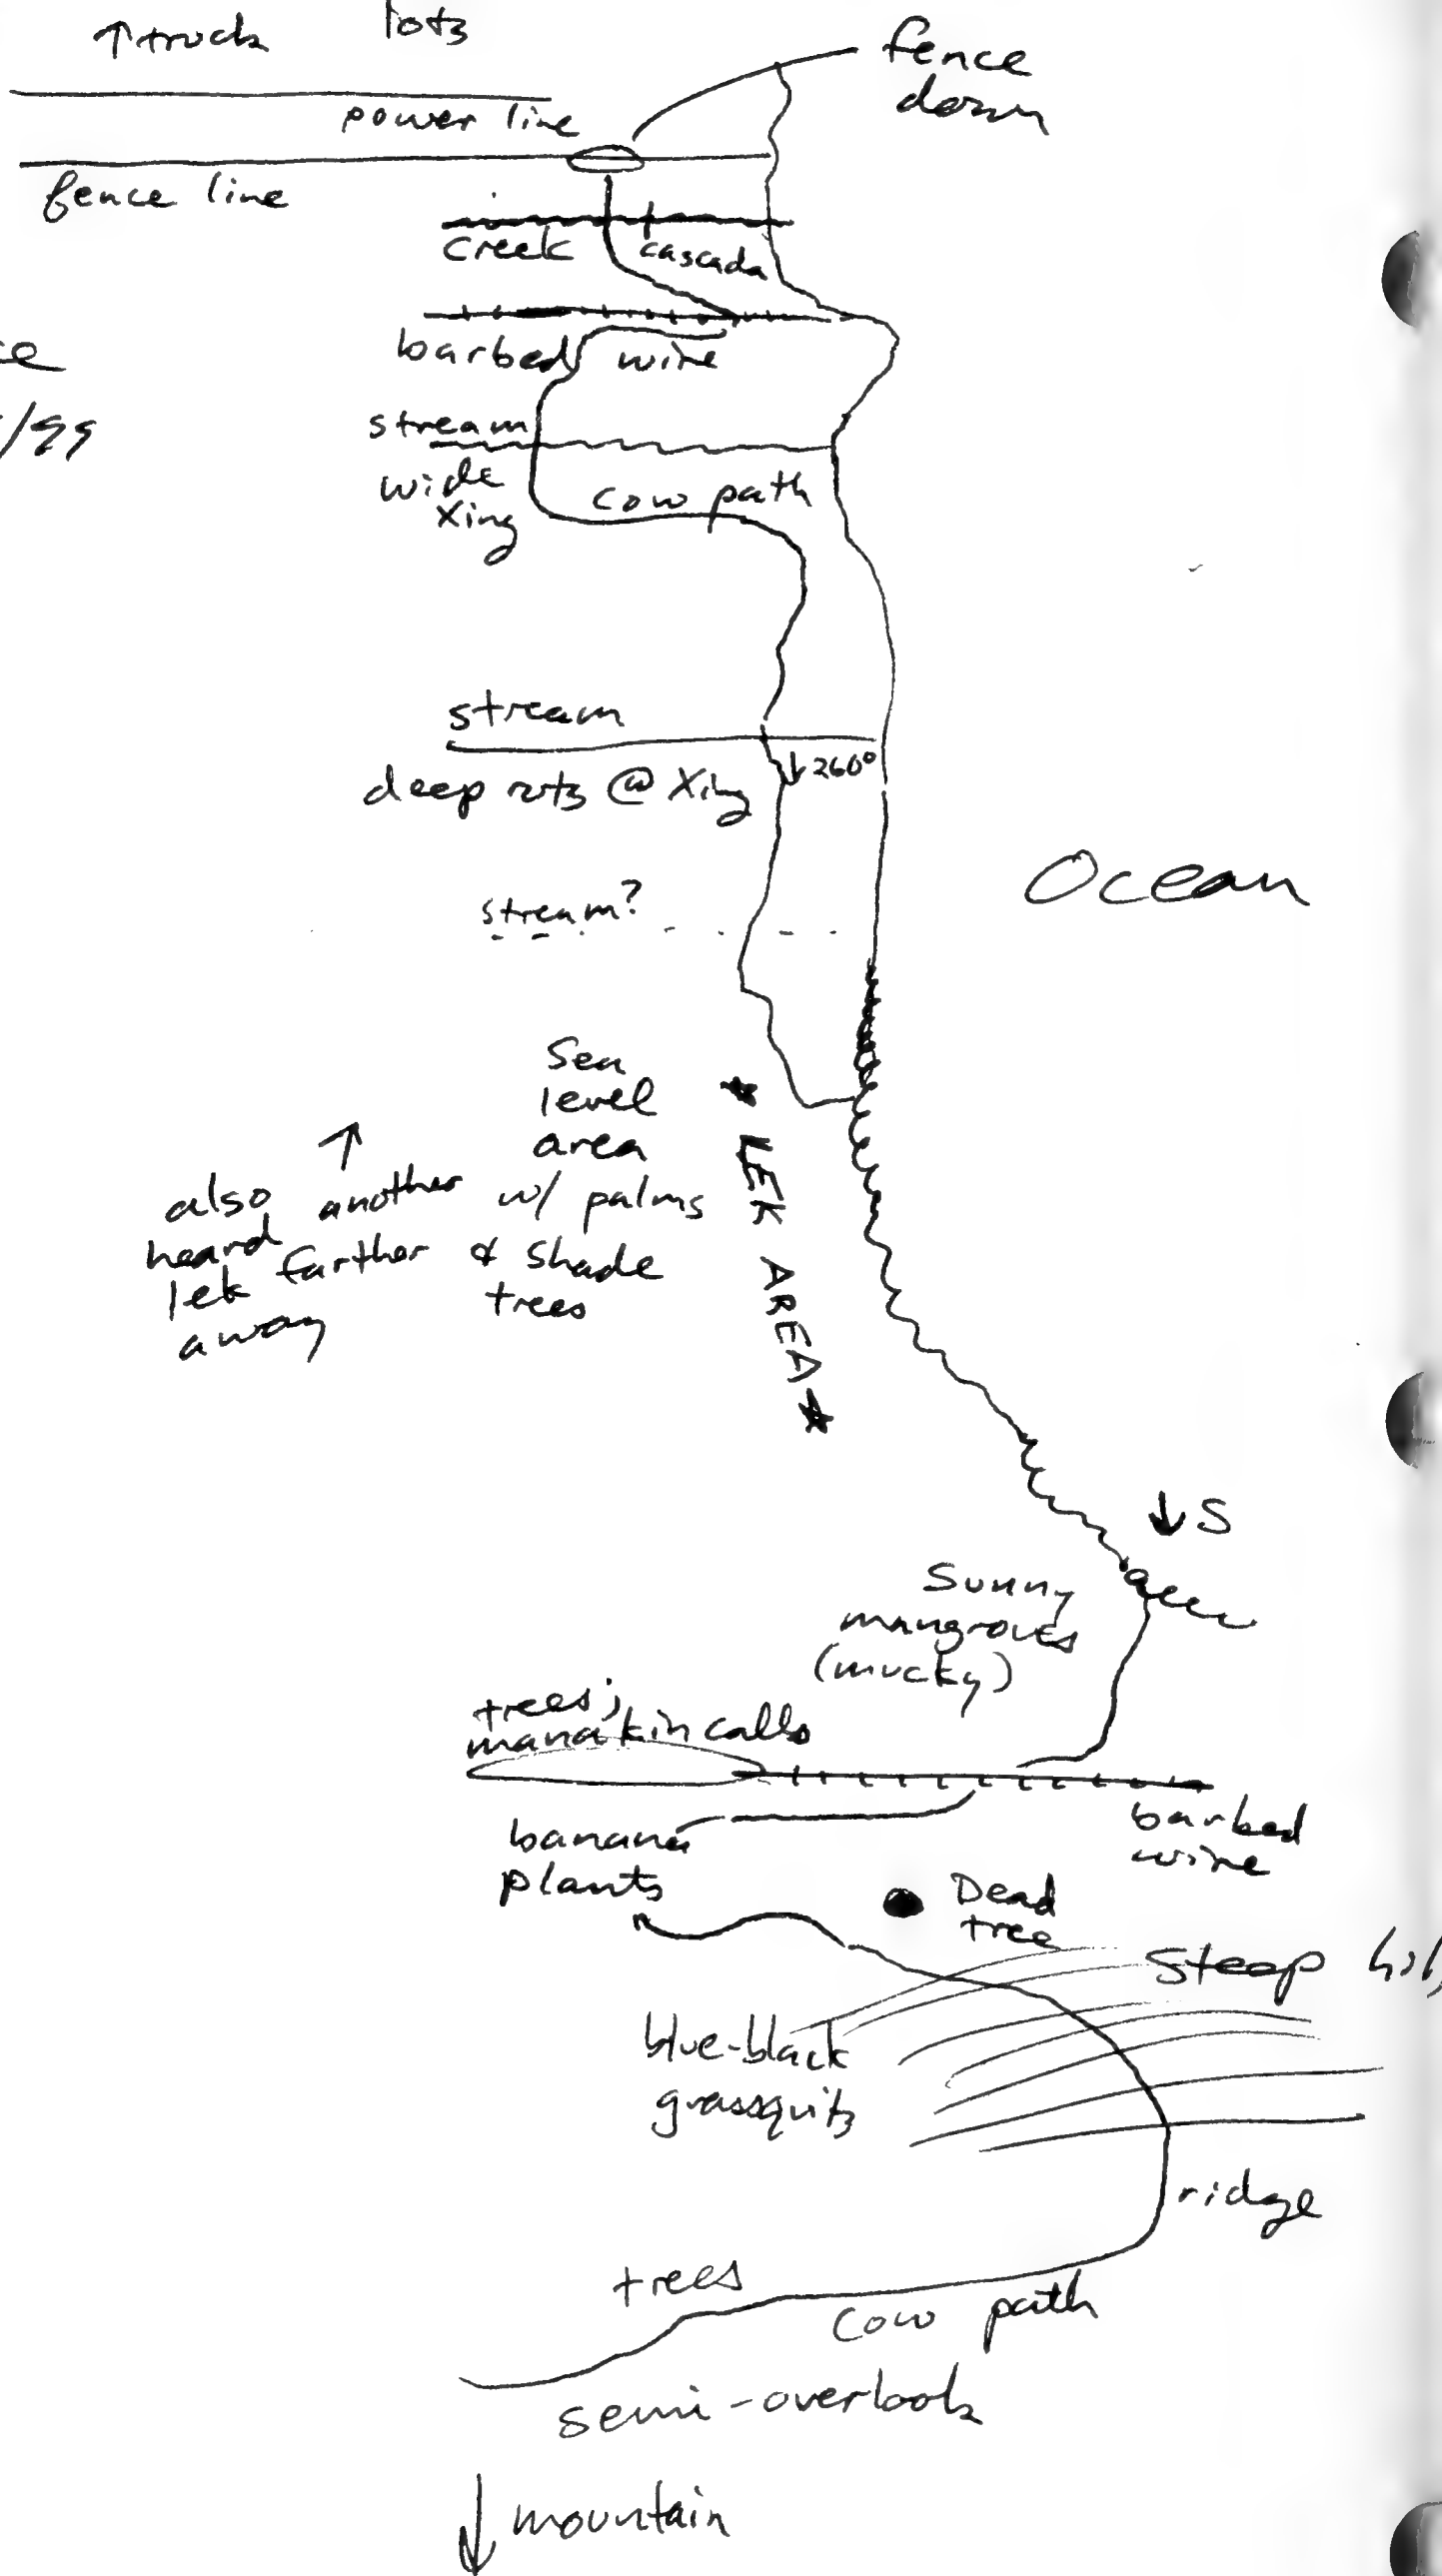 ↑ truck lots
fence
down
power line
fence line
creek cascada
barbed wire
/99
stream
wide
Xing
cow path
stream
↓ 260°
deep ruts @ Xing
Ocean
stream?
Sea
level
area
w/ palms
& shade
trees
★ LEK AREA ★
↑
also another
heard
lek farther
away
↓ S
Sunny
mangroves
(mucky)
trees;
manakin calls
barbed
wire
banana
plants
Dead
tree
Steep
blue-black
grassquits
ridge
trees
cow path
semi-overlook
↓ mountain